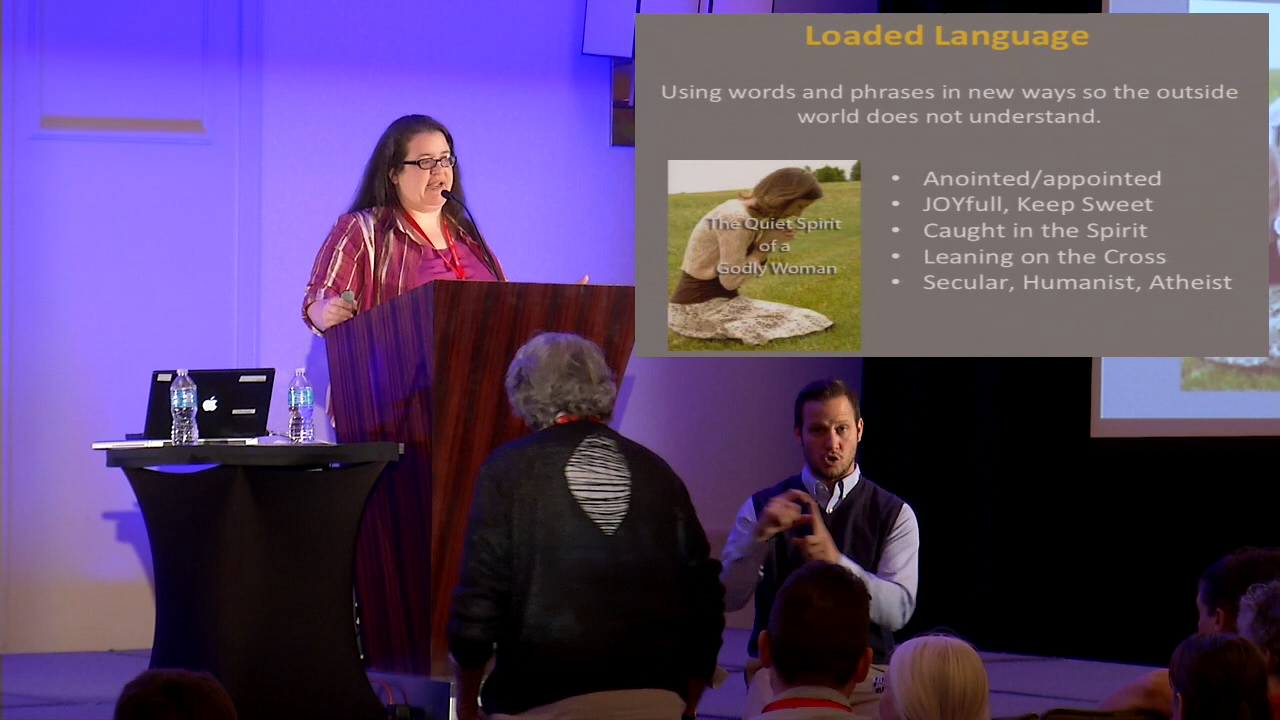 Loaded Language
Using words and phrases in new ways so the outside
world does not understand.
The Quiet Spirit
of a
Godly Woman
• Anointed/appointed
• JOYfull, Keep Sweet
• Caught in the Spirit
• Leaning on the Cross
• Secular, Humanist, Atheist